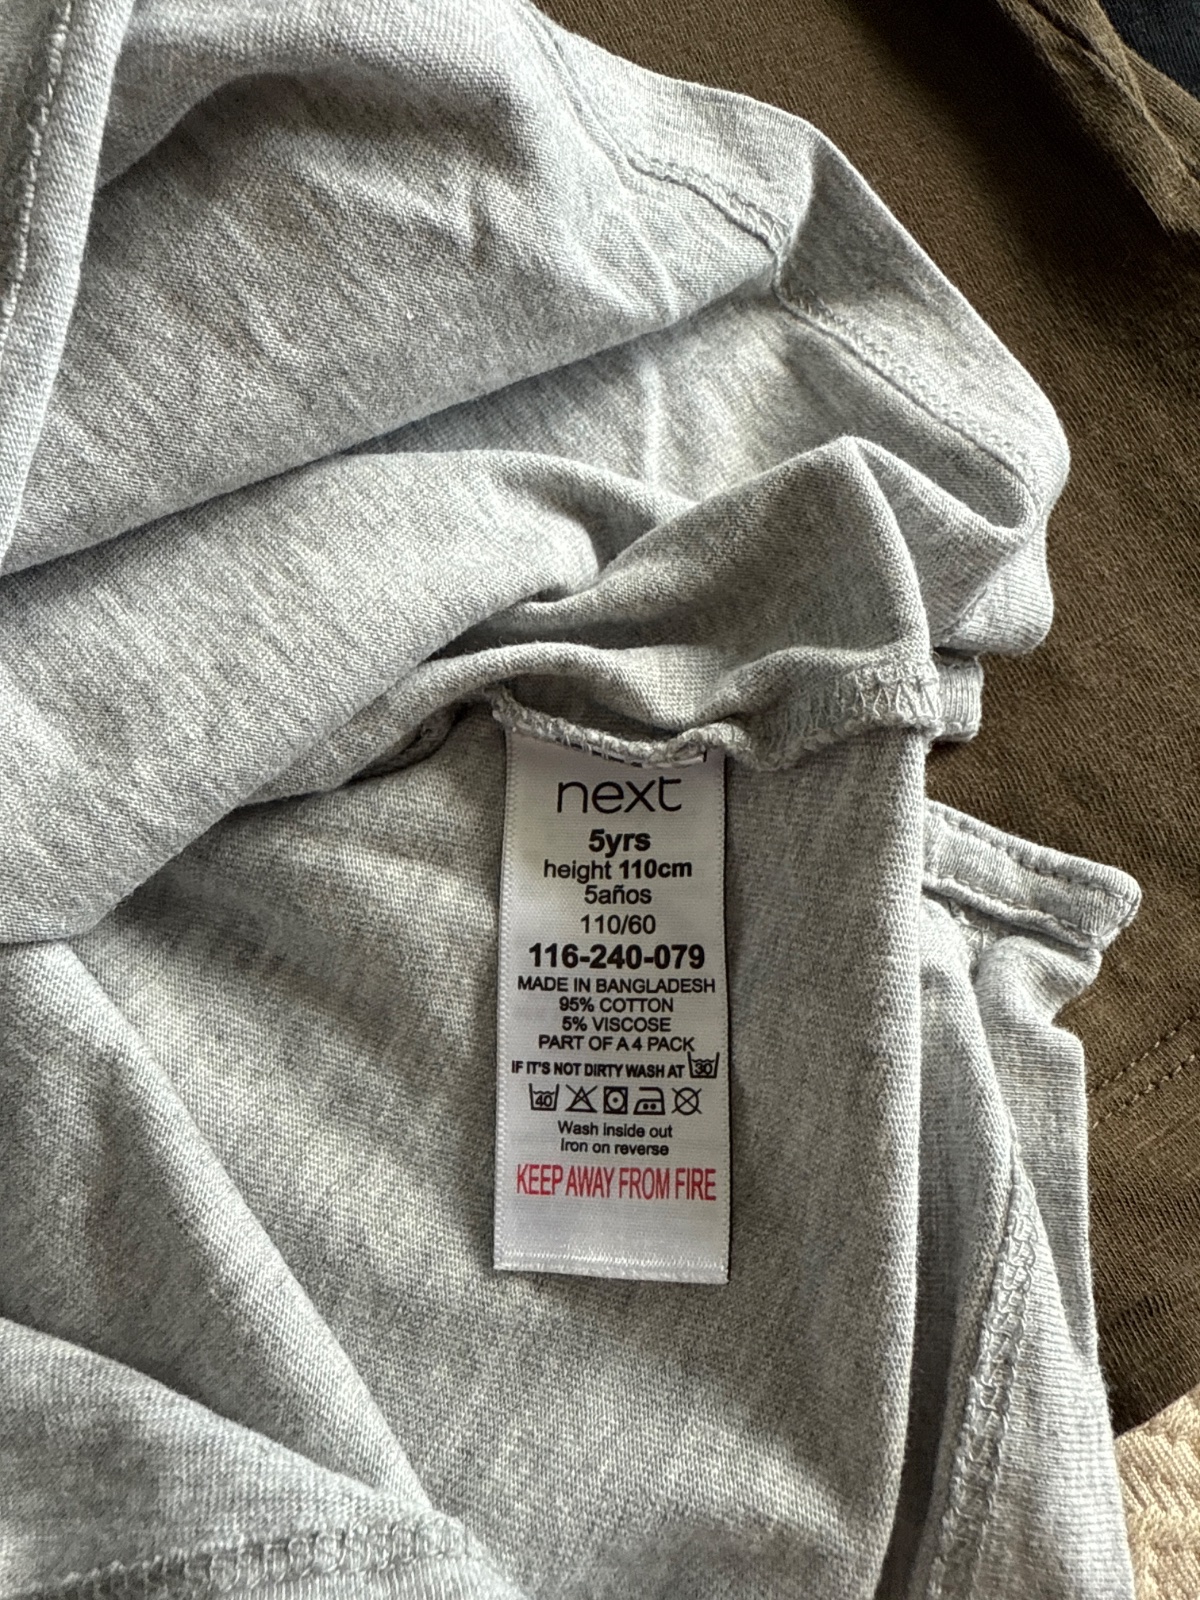 next
5yrs
height 110cm
5años
110/60
116-240-079
MADE IN BANGLADESH
95% COTTON
5% VISCOSE
PART OF A 4 PACK
IF IT'S NOT DIRTY WASH AT 30
40
Wash inside out
Iron on reverse
KEEP AWAY FROM FIRE